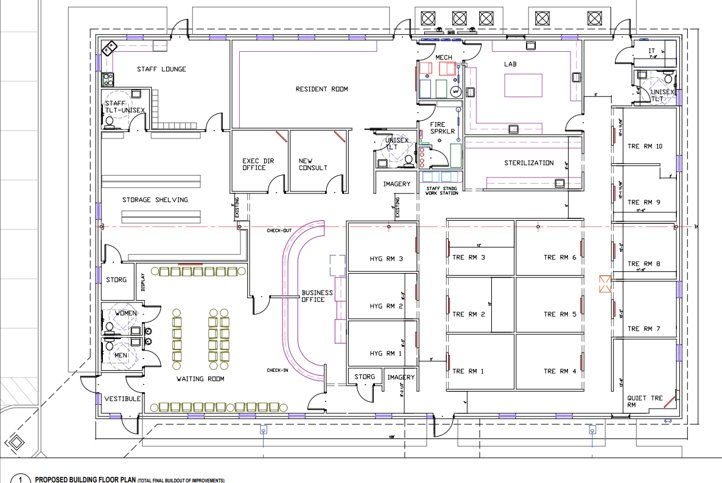 STAFF LOUNGE
RESIDENT ROOM
MECH
LAB
IT
STAFF
TLT-UNISEX
UNISEX
TLT
FIRE
SPRKLR
UNISEX
TLT
TRE RM 10
EXEC DIR
OFFICE
NEW
CONSULT
STERILIZATION
IMAGERY
STAFF STNDG
WORK STATION
STORAGE SHELVING
EXISTING
EXISTING
TRE RM 9
CHECK-OUT
HYG RM 3
TRE RM 3
TRE RM 6
TRE RM 8
STORG
DISPLAY
BUSINESS
OFFICE
HYG RM 2
TRE RM 2
TRE RM 5
TRE RM 7
WOMEN
MEN
HYG RM 1
TRE RM 1
TRE RM 4
WAITING ROOM
CHECK-IN
STORG
IMAGERY
VESTIBULE
QUIET TRE
RM
1 PROPOSED BUILDING FLOOR PLAN (TOTAL FINAL BUILDOUT OF IMPROVEMENTS)